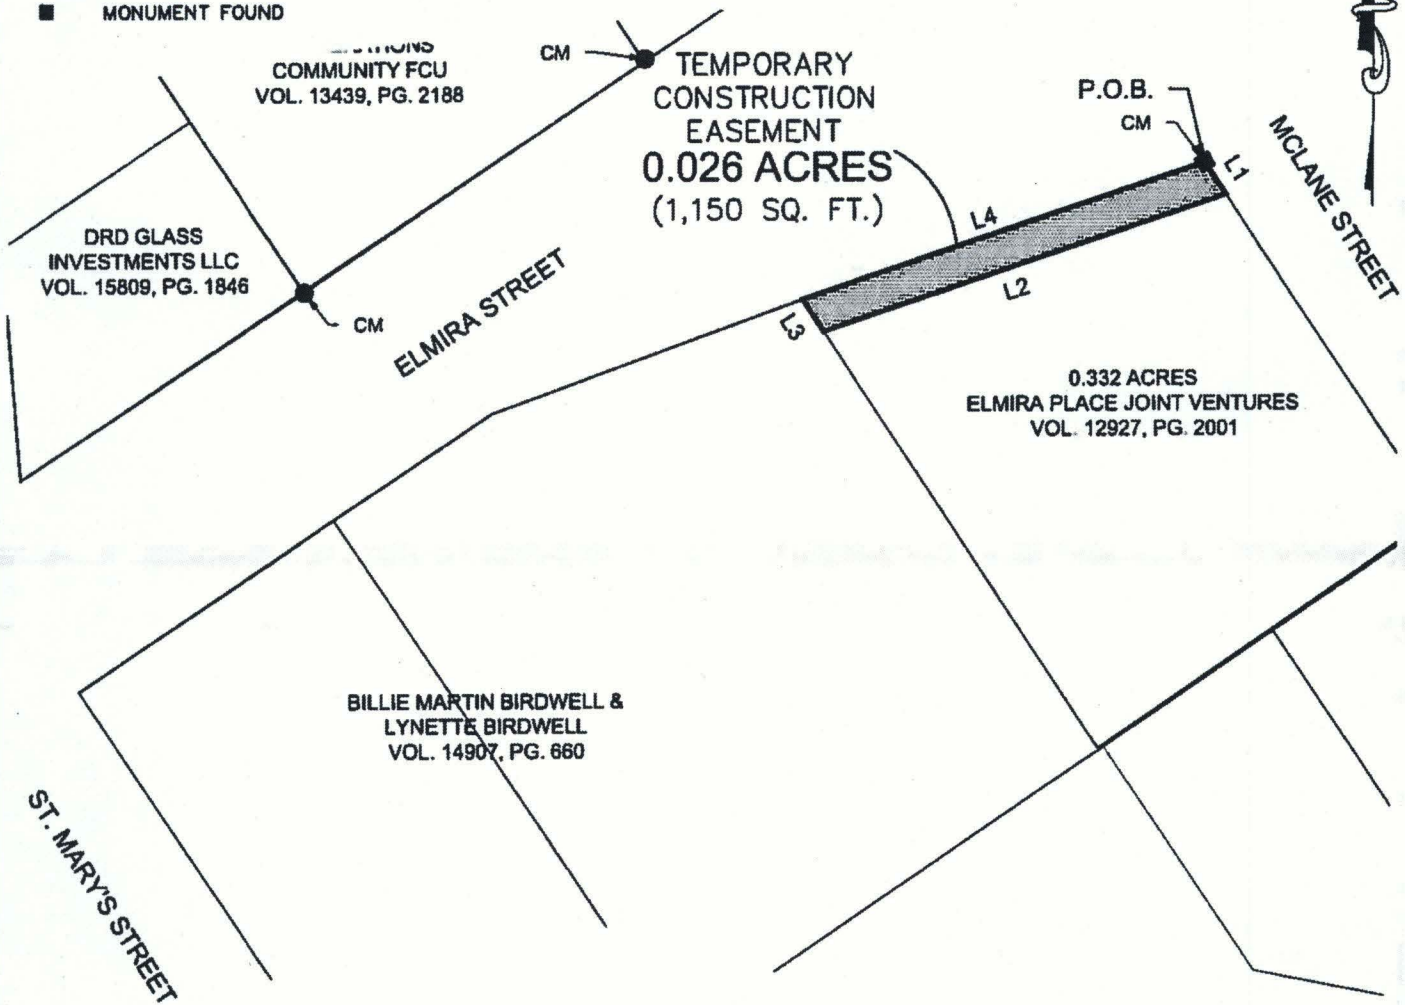 MONUMENT FOUND
COMMUNITY FCU
VOL. 13439, PG. 2188
CM
TEMPORARY
CONSTRUCTION
EASEMENT
0.026 ACRES
(1,150 SQ. FT.)
P.O.B.
CM
L1
MCLANE STREET
L4
L2
L3
DRD GLASS
INVESTMENTS LLC
VOL. 15809, PG. 1846
CM
ELMIRA STREET
0.332 ACRES
ELMIRA PLACE JOINT VENTURES
VOL. 12927, PG. 2001
BILLIE MARTIN BIRDWELL &
LYNETTE BIRDWELL
VOL. 14907, PG. 660
ST. MARY'S STREET